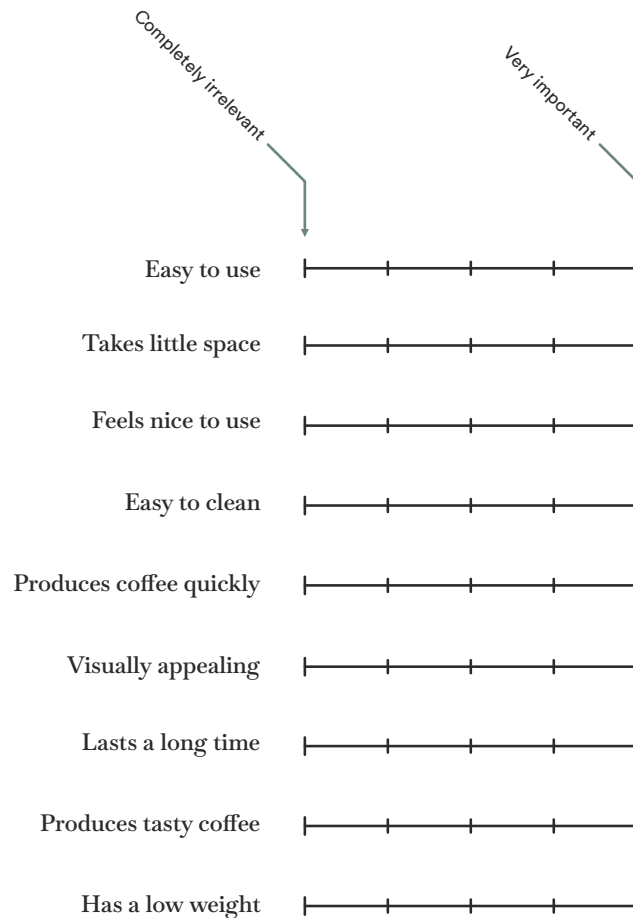 Completely irrelevant
Very important
Easy to use
Takes little space
Feels nice to use
Easy to clean
Produces coffee quickly
Visually appealing
Lasts a long time
Produces tasty coffee
Has a low weight